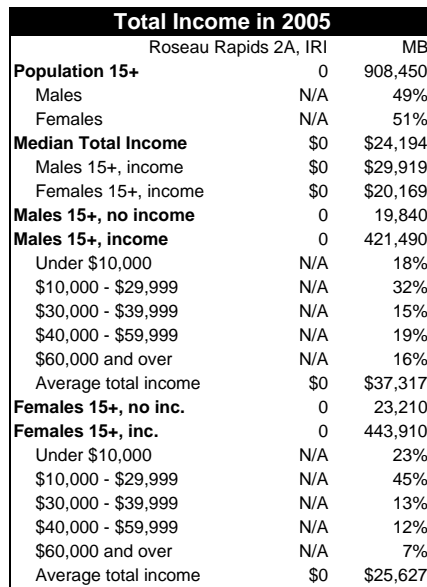 Total Income in 2005
Roseau Rapids 2A, IRI MB
Population 15+ 0 908,450
Males N/A 49%
Females N/A 51%
Median Total Income $0 $24,194
Males 15+, income $0 $29,919
Females 15+, income $0 $20,169
Males 15+, no income 0 19,840
Males 15+, income 0 421,490
Under $10,000 N/A 18%
$10,000 - $29,999 N/A 32%
$30,000 - $39,999 N/A 15%
$40,000 - $59,999 N/A 19%
$60,000 and over N/A 16%
Average total income $0 $37,317
Females 15+, no inc. 0 23,210
Females 15+, inc. 0 443,910
Under $10,000 N/A 23%
$10,000 - $29,999 N/A 45%
$30,000 - $39,999 N/A 13%
$40,000 - $59,999 N/A 12%
$60,000 and over N/A 7%
Average total income $0 $25,627